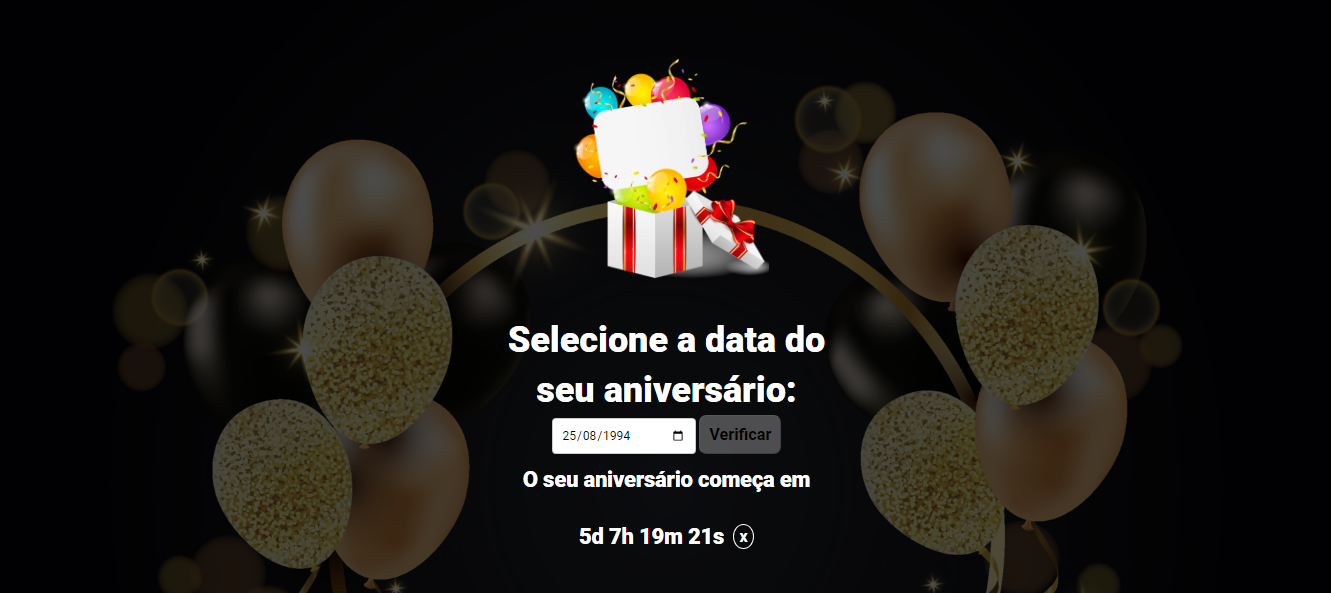 Selecione a data do
seu aniversário:
25/08/1994 Verificar
O seu aniversário começa em
5d 7h 19m 21s x